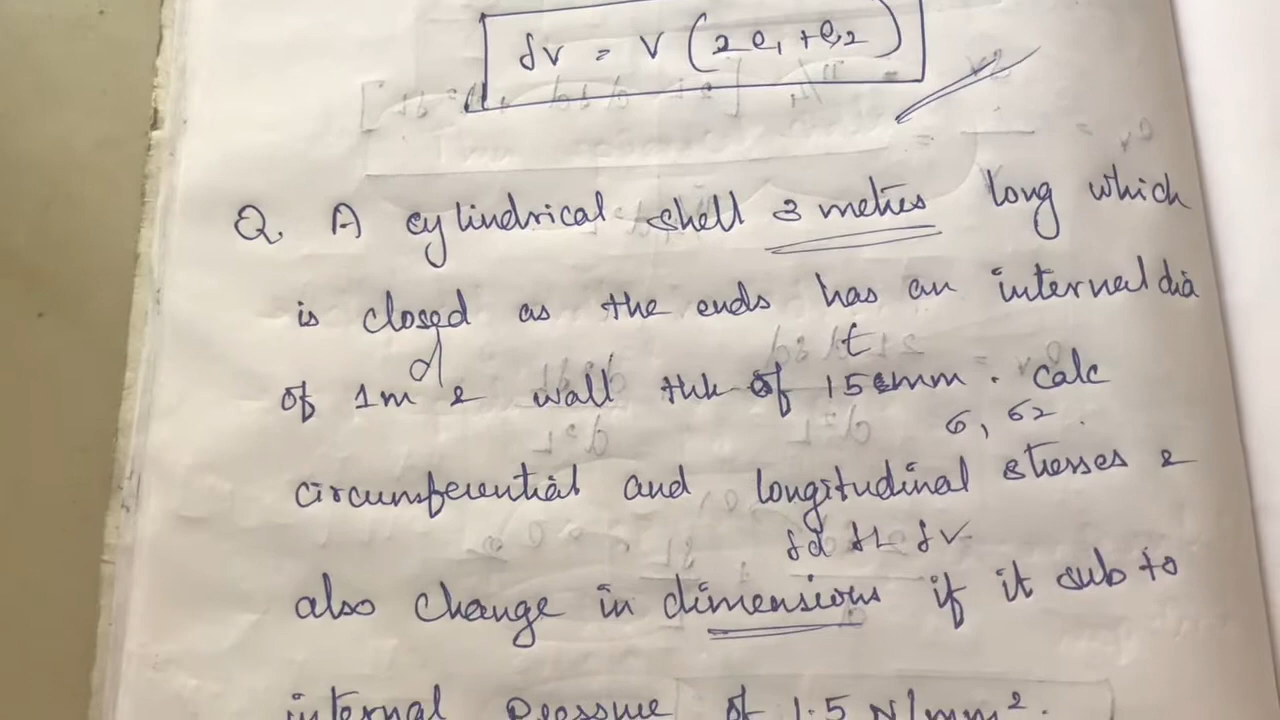 δV = V (2e₁ + e₂)
Q. A cylindrical shell 3 metres long which
is closed as the ends has an internal dia
d t
of 1m & wall thk of 15mm. calc
σ₁ σ₂
circumferential and longitudinal stresses &
δd δL δV
also change in dimensions if it sub to
internal pressure of 1.5 N/mm².